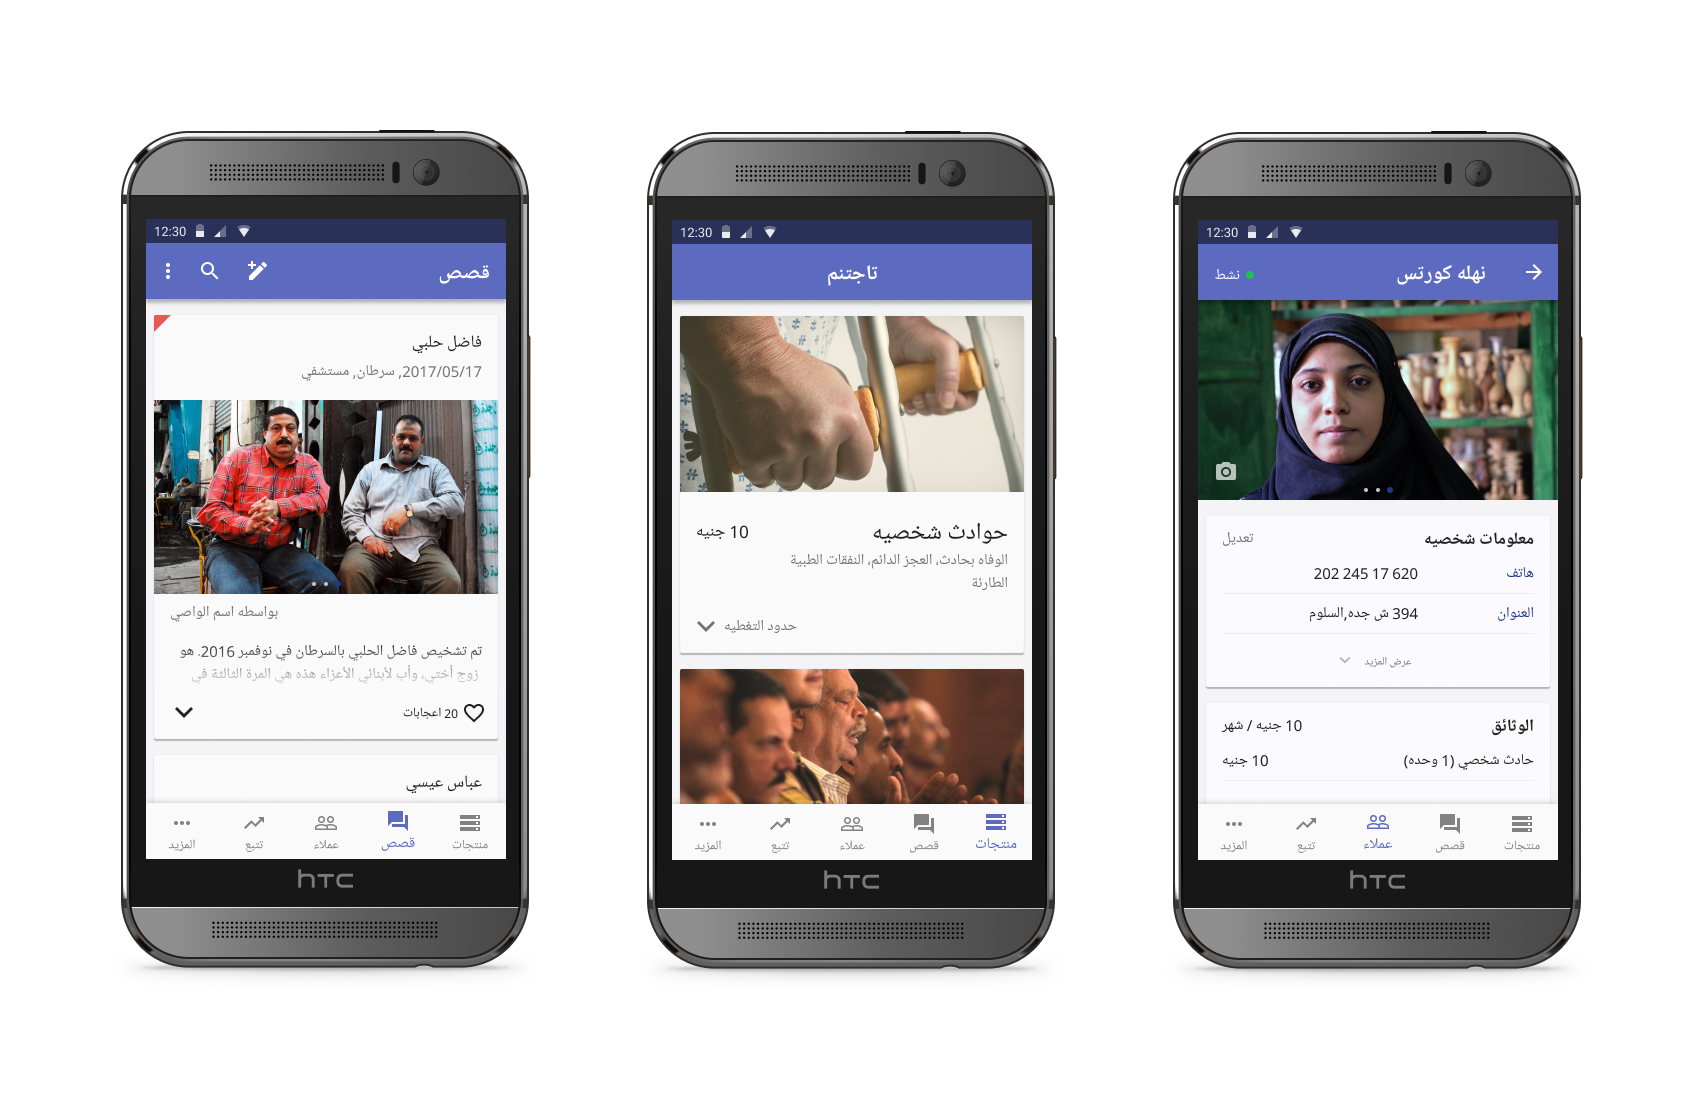 12:30
قصص
فاضل حلبي
2017/05/17, سرطان, مستشفي
بواسطه اسم الواصي
تم تشخيص فاضل الحلبي بالسرطان في نوفمبر 2016. هو
زوج أختي، وأب لأبنائي الأعزاء هذه هي المرة الثالثة في
20 اعجابات
عباس عيسي
منتجات
قصص
عملاء
تتبع
المزيد
hTC
12:30
تاجتنم
حوادث شخصيه
10 جنيه
الوفاه بحادث، العجز الدائم، النفقات الطبية
الطارئة
حدود التغطيه
منتجات
قصص
عملاء
تتبع
المزيد
hTC
12:30
نهله كورتس
نشط
معلومات شخصيه
تعديل
هاتف
202 245 17 620
العنوان
394 ش جده,السلوم
عرض المزيد
الوثائق
10 جنيه / شهر
حادث شخصي (1 وحده)
10 جنيه
منتجات
قصص
عملاء
تتبع
المزيد
hTC